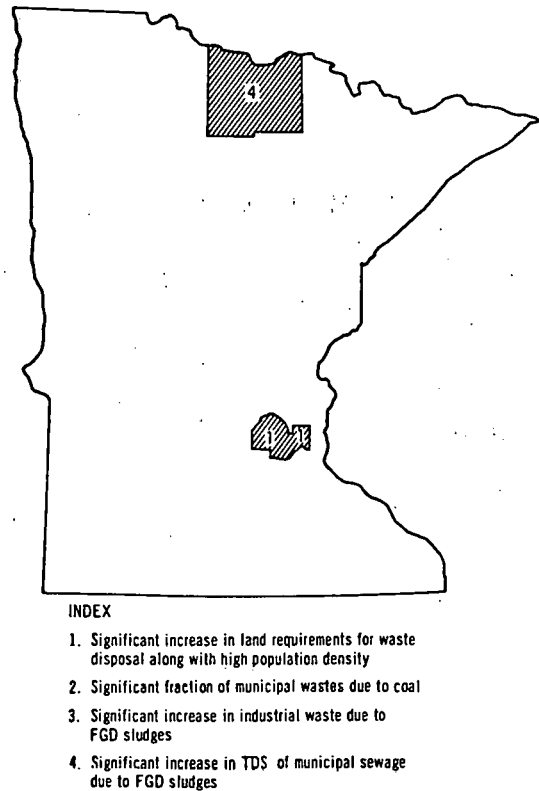 4
1 1
INDEX
1. Significant increase in land requirements for waste
disposal along with high population density
2. Significant fraction of municipal wastes due to coal
3. Significant increase in industrial waste due to
FGD sludges
4. Significant increase in TDS of municipal sewage
due to FGD sludges